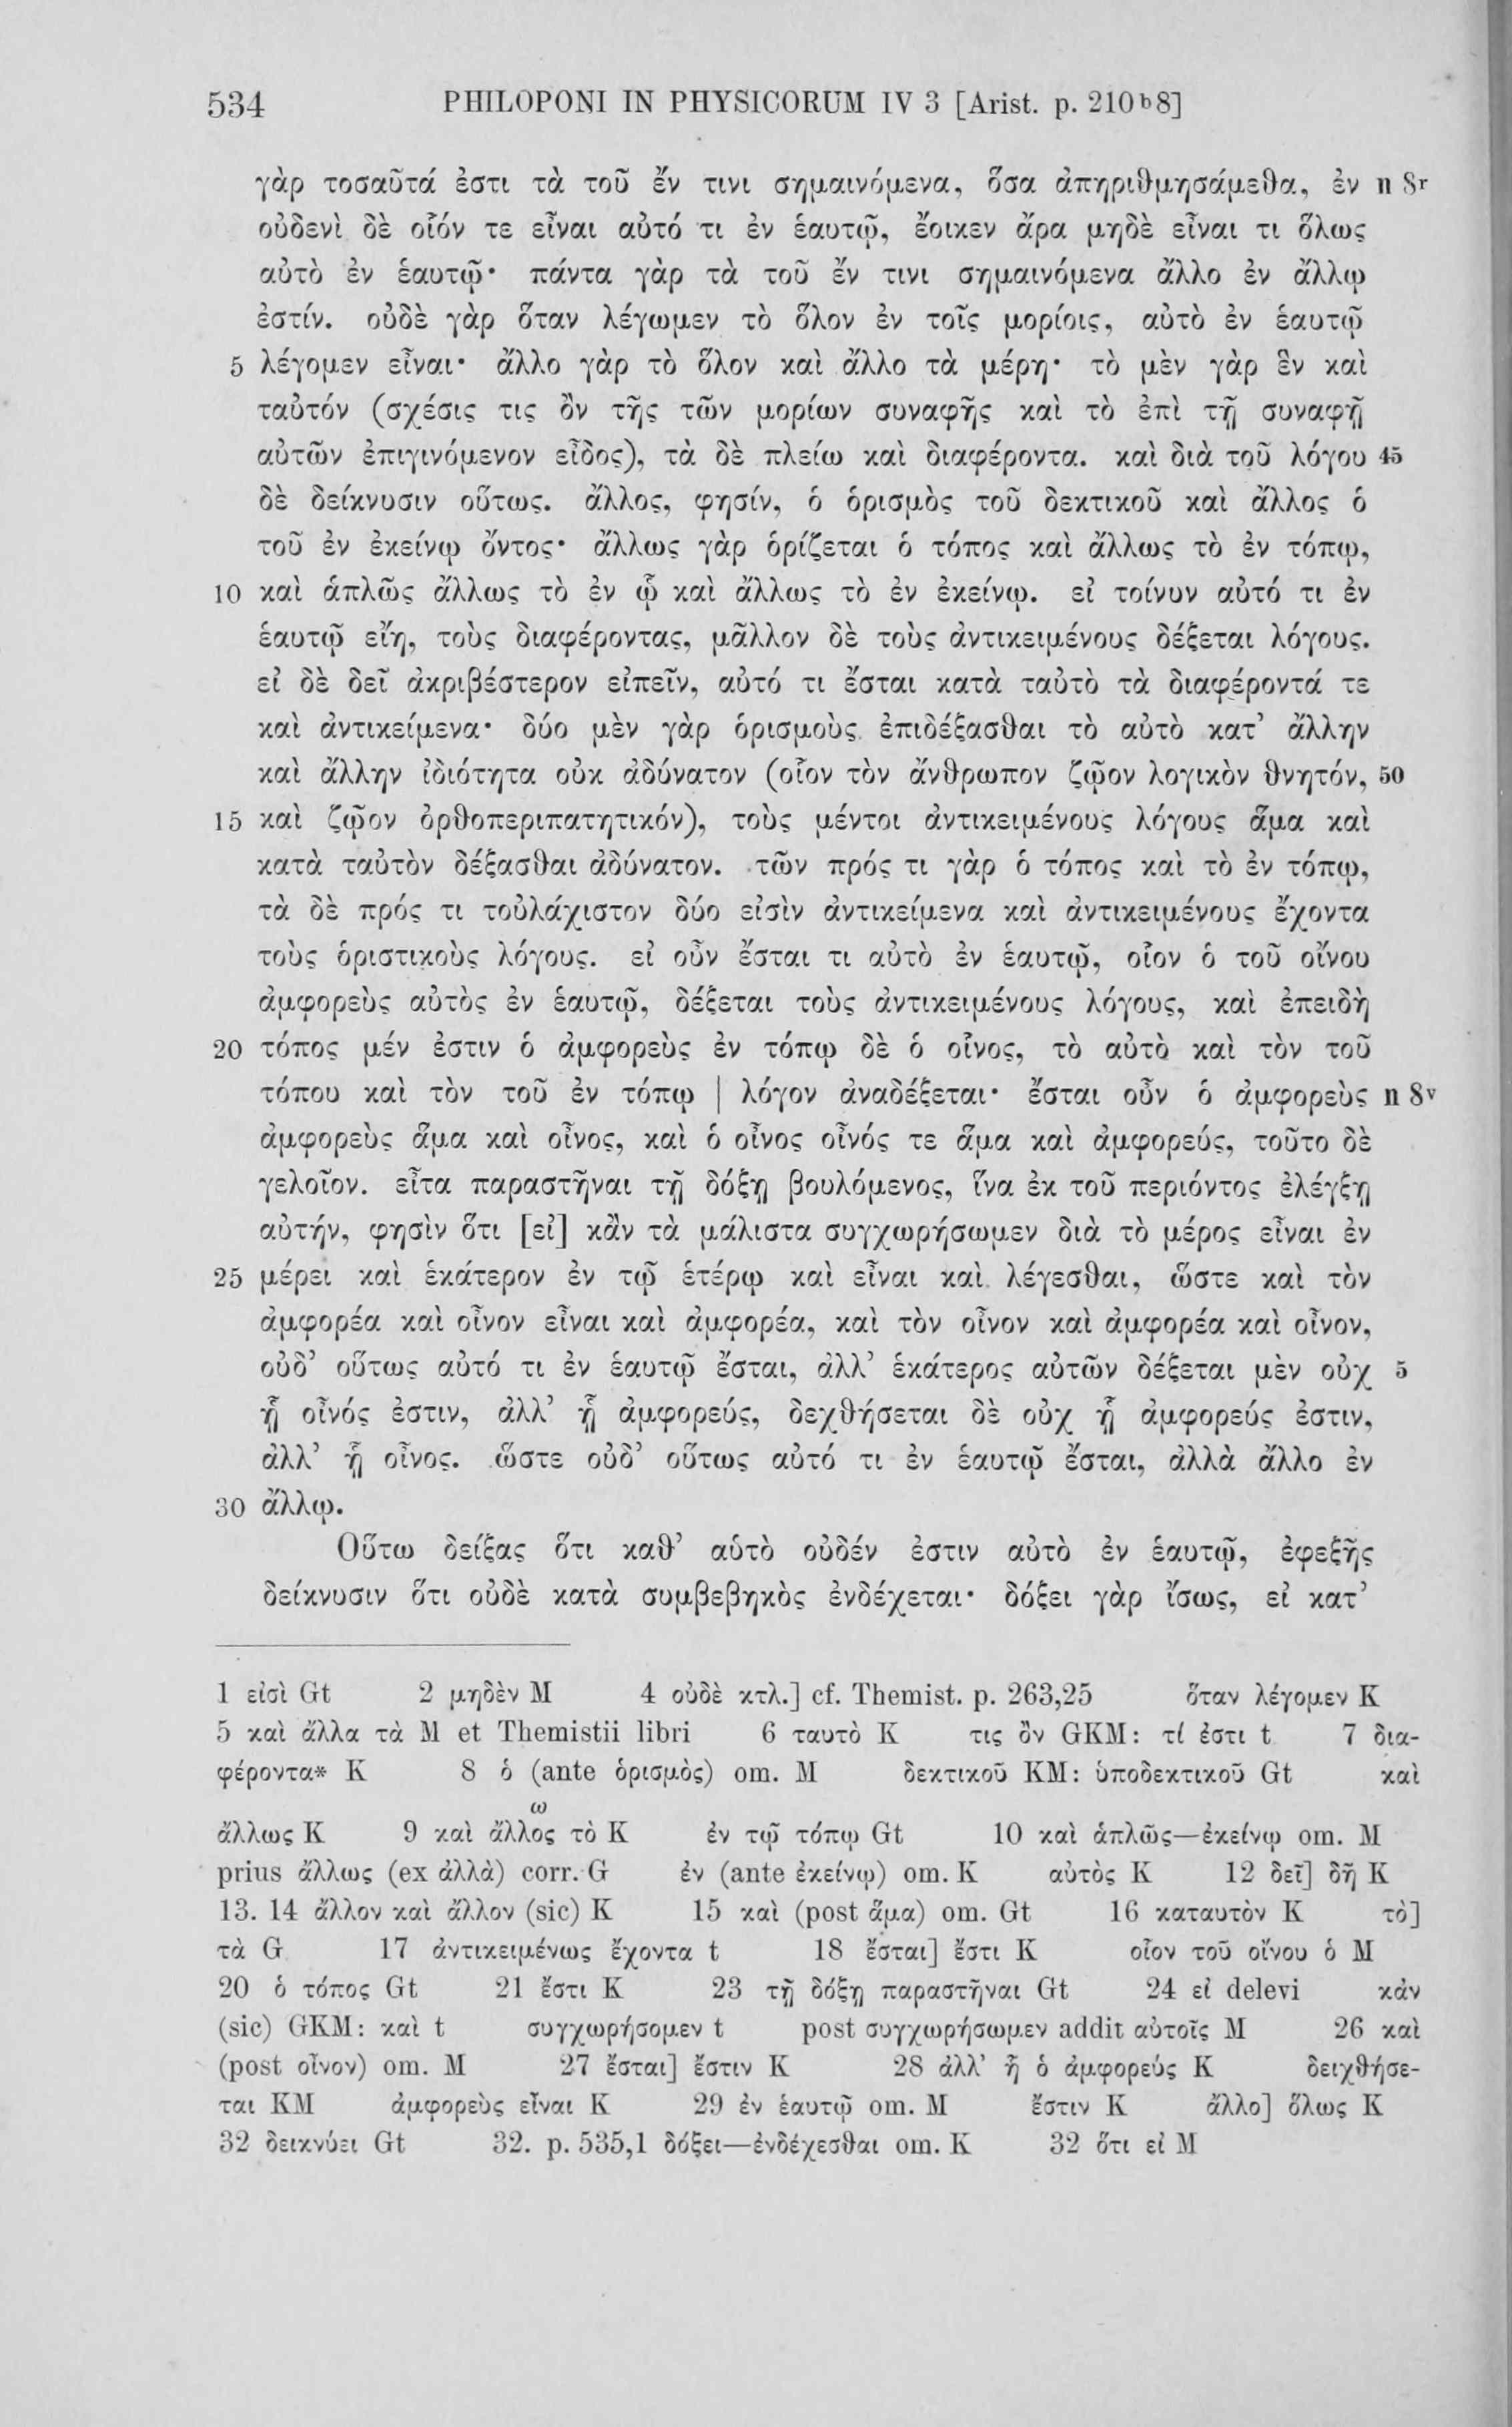 534 PHILOPONI IN PHYSICORUM IV 3 [Arist. p. 210ᵇ8]
γὰρ τοσαῦτά ἐστι τὰ τοῦ ἔν τινι σημαινόμενα, ὅσα ἀπηριθμησάμεθα, ἐν n 8ʳ
οὐδενὶ δὲ οἷόν τε εἶναι αὐτό τι ἐν ἑαυτῷ, ἔοικεν ἄρα μηδὲ εἶναι τι ὅλως
αὐτὸ ἐν ἑαυτῷ· πάντα γὰρ τὰ τοῦ ἔν τινι σημαινόμενα ἄλλο ἐν ἄλλῳ
ἐστίν. οὐδὲ γὰρ ὅταν λέγωμεν τὸ ὅλον ἐν τοῖς μορίοις, αὐτὸ ἐν ἑαυτῷ
5 λέγομεν εἶναι· ἄλλο γὰρ τὸ ὅλον καὶ ἄλλο τὰ μέρη· τὸ μὲν γὰρ ἓν καὶ
ταὐτόν (σχέσις τις ὂν τῆς τῶν μορίων συναφῆς καὶ τὸ ἐπὶ τῇ συναφῇ
αὐτῶν ἐπιγινόμενον εἶδος), τὰ δὲ πλείω καὶ διαφέροντα. καὶ διὰ τοῦ λόγου 45
δὲ δείκνυσιν οὕτως. ἄλλος, φησίν, ὁ ὁρισμὸς τοῦ δεκτικοῦ καὶ ἄλλος ὁ
τοῦ ἐν ἐκείνῳ ὄντος· ἄλλως γὰρ ὁρίζεται ὁ τόπος καὶ ἄλλως τὸ ἐν τόπῳ,
10 καὶ ἁπλῶς ἄλλως τὸ ἐν ᾧ καὶ ἄλλως τὸ ἐν ἐκείνῳ. εἰ τοίνυν αὐτό τι ἐν
ἑαυτῷ εἴη, τοὺς διαφέροντας, μᾶλλον δὲ τοὺς ἀντικειμένους δέξεται λόγους.
εἰ δὲ δεῖ ἀκριβέστερον εἰπεῖν, αὐτό τι ἔσται κατὰ ταὐτὸ τὰ διαφέροντά τε
καὶ ἀντικείμενα· δύο μὲν γὰρ ὁρισμοὺς ἐπιδέξασθαι τὸ αὐτὸ κατ’ ἄλλην
καὶ ἄλλην ἰδιότητα οὐκ ἀδύνατον (οἷον τὸν ἄνθρωπον ζῷον λογικὸν θνητόν, 50
15 καὶ ζῷον ὀρθοπεριπατητικόν), τοὺς μέντοι ἀντικειμένους λόγους ἅμα καὶ
κατὰ ταὐτὸν δέξασθαι ἀδύνατον. τῶν πρός τι γὰρ ὁ τόπος καὶ τὸ ἐν τόπῳ,
τὰ δὲ πρός τι τοὐλάχιστον δύο εἰσὶν ἀντικείμενα καὶ ἀντικειμένους ἔχοντα
τοὺς ὁριστικοὺς λόγους. εἰ οὖν ἔσται τι αὐτὸ ἐν ἑαυτῷ, οἷον ὁ τοῦ οἴνου
ἀμφορεὺς αὐτὸς ἐν ἑαυτῷ, δέξεται τοὺς ἀντικειμένους λόγους, καὶ ἐπειδὴ
20 τόπος μέν ἐστιν ὁ ἀμφορεὺς ἐν τόπῳ δὲ ὁ οἶνος, τὸ αὐτὸ καὶ τὸν τοῦ
τόπου καὶ τὸν τοῦ ἐν τόπῳ | λόγον ἀναδέξεται· ἔσται οὖν ὁ ἀμφορεὺς n 8ᵛ
ἀμφορεὺς ἅμα καὶ οἶνος, καὶ ὁ οἶνος οἶνός τε ἅμα καὶ ἀμφορεύς, τοῦτο δὲ
γελοῖον. εἶτα παραστῆναι τῇ δόξῃ βουλόμενος, ἵνα ἐκ τοῦ περιόντος ἐλέγξῃ
αὐτήν, φησὶν ὅτι [εἰ] κἂν τὰ μάλιστα συγχωρήσωμεν διὰ τὸ μέρος εἶναι ἐν
25 μέρει καὶ ἑκάτερον ἐν τῷ ἑτέρῳ καὶ εἶναι καὶ λέγεσθαι, ὥστε καὶ τὸν
ἀμφορέα καὶ οἶνον εἶναι καὶ ἀμφορέα, καὶ τὸν οἶνον καὶ ἀμφορέα καὶ οἶνον,
οὐδ’ οὕτως αὐτό τι ἐν ἑαυτῷ ἔσται, ἀλλ’ ἑκάτερος αὐτῶν δέξεται μὲν οὐχ 5
ᾗ οἶνός ἐστιν, ἀλλ’ ᾗ ἀμφορεύς, δεχθήσεται δὲ οὐχ ᾗ ἀμφορεύς ἐστιν,
ἀλλ’ ᾗ οἶνος. ὥστε οὐδ’ οὕτως αὐτό τι ἐν ἑαυτῷ ἔσται, ἀλλὰ ἄλλο ἐν
30 ἄλλῳ.
Οὕτω δείξας ὅτι καθ’ αὑτὸ οὐδέν ἐστιν αὐτὸ ἐν ἑαυτῷ, ἐφεξῆς
δείκνυσιν ὅτι οὐδὲ κατὰ συμβεβηκὸς ἐνδέχεται· δόξει γὰρ ἴσως, εἰ κατ’
1 εἰσὶ Gt 2 μηδὲν M 4 οὐδὲ κτλ.] cf. Themist. p. 263,25 ὅταν λέγομεν K
5 καὶ ἄλλα τὰ M et Themistii libri 6 ταυτὸ K τις ὂν GKM: τί ἐστι t 7 δια-
φέροντα* K 8 ὁ (ante ὁρισμὸς) om. M δεκτικοῦ KM: ὑποδεκτικοῦ Gt καὶ
ω
ἄλλως K 9 καὶ ἄλλος τὸ K ἐν τῷ τόπῳ Gt 10 καὶ ἁπλῶς—ἐκείνῳ om. M
prius ἄλλως (ex ἀλλὰ) corr. G ἐν (ante ἐκείνῳ) om. K αὐτὸς K 12 δεῖ] δὴ K
13. 14 ἄλλον καὶ ἄλλον (sic) K 15 καὶ (post ἅμα) om. Gt 16 καταυτὸν K τὸ]
τὰ G 17 ἀντικειμένως ἔχοντα t 18 ἔσται] ἔστι K οἷον τοῦ οἴνου ὁ M
20 ὁ τόπος Gt 21 ἔστι K 23 τῇ δόξῃ παραστῆναι Gt 24 εἰ delevi κἀν
(sic) GKM: καὶ t συγχωρήσομεν t post συγχωρήσωμεν addit αὐτοῖς M 26 καὶ
(post οἶνον) om. M 27 ἔσται] ἔστιν K 28 ἀλλ’ ἢ ὁ ἀμφορεύς K δειχθήσε-
ται KM ἀμφορεὺς εἶναι K 29 ἐν ἑαυτῷ om. M ἔστιν K ἄλλο] ὅλως K
32 δεικνύει Gt 32. p. 535,1 δόξει—ἐνδέχεσθαι om. K 32 ὅτι εἰ M